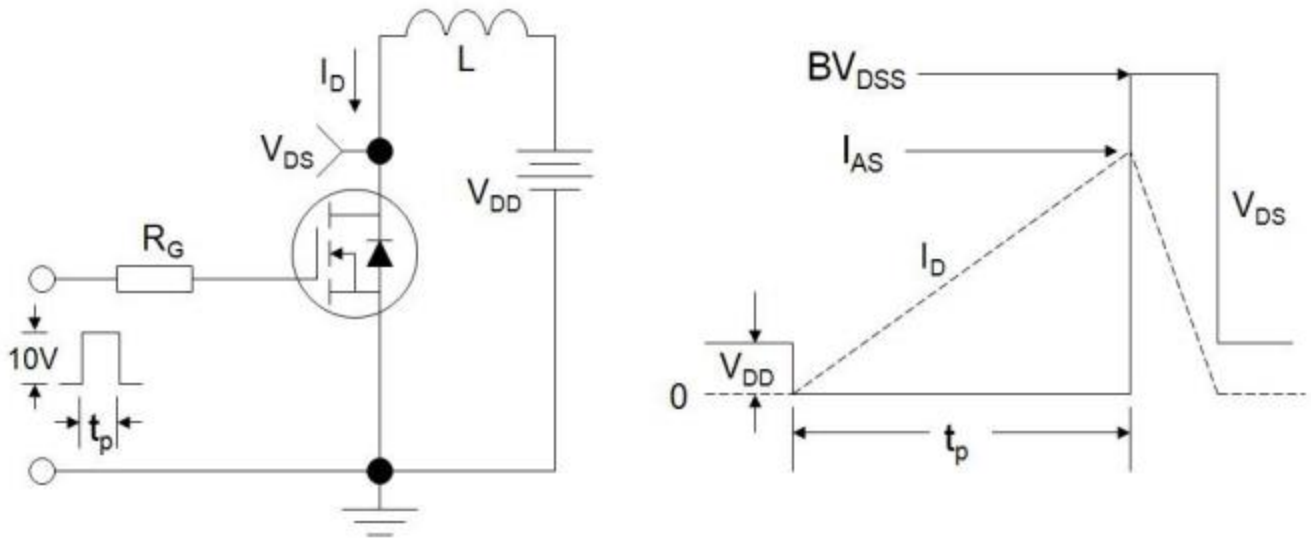 L
I_D
V_DS
V_DD
R_G
10V
t_p
BV_DSS
I_AS
V_DS
I_D
V_DD
0
t_p